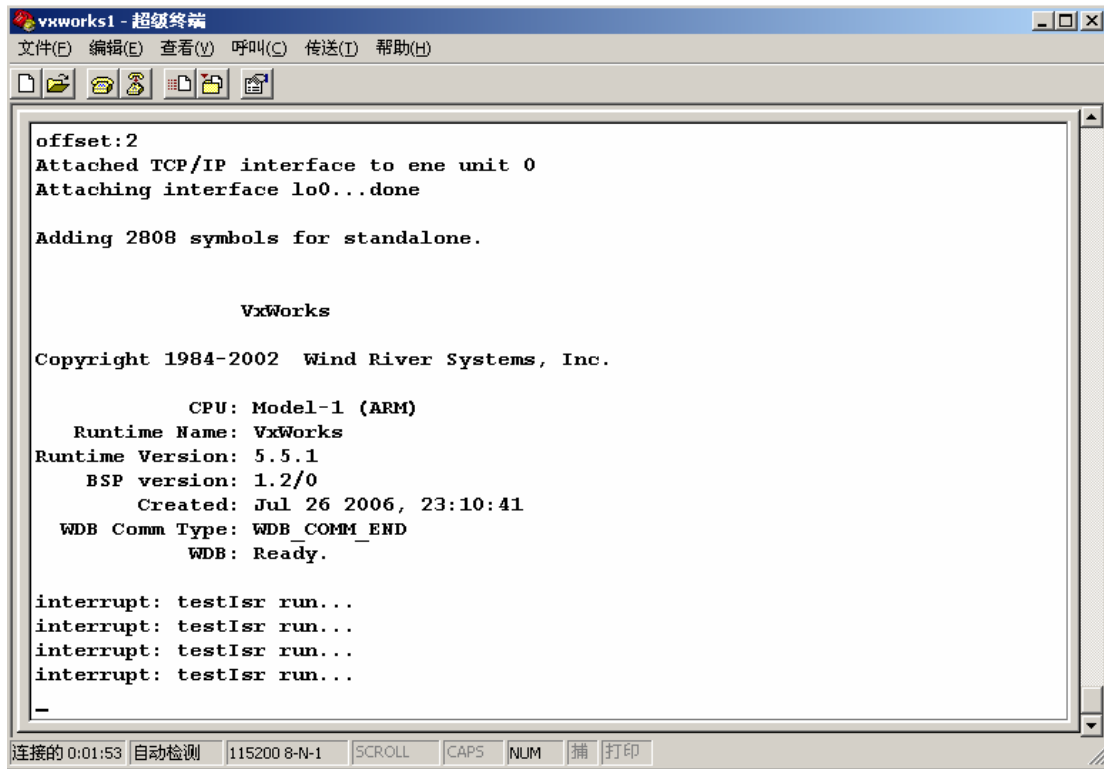 vxworks1 - 超级终端
文件(F) 编辑(E) 查看(V) 呼叫(C) 传送(T) 帮助(H)
offset:2
Attached TCP/IP interface to ene unit 0
Attaching interface lo0...done
Adding 2808 symbols for standalone.
VxWorks
Copyright 1984-2002  Wind River Systems, Inc.
CPU: Model-1 (ARM)
Runtime Name: VxWorks
Runtime Version: 5.5.1
BSP version: 1.2/0
Created: Jul 26 2006, 23:10:41
WDB Comm Type: WDB_COMM_END
WDB: Ready.
interrupt: testIsr run...
interrupt: testIsr run...
interrupt: testIsr run...
interrupt: testIsr run...
连接的 0:01:53 自动检测 115200 8-N-1 SCROLL CAPS NUM 捕 打印